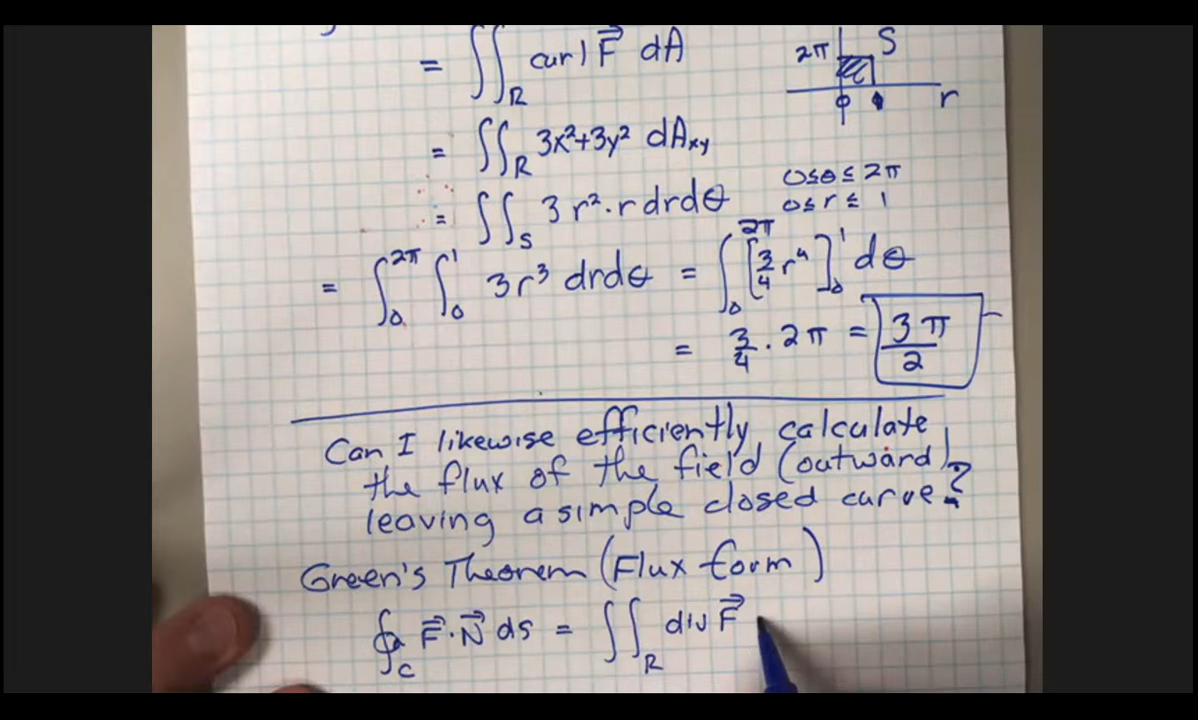 = ∬_R curl F⃗ dA
2π S
0 1 r
= ∬_R 3x²+3y² dA_xy
0≤θ≤2π
= ∬_S 3r²·r dr dθ
0≤r≤1
= ∫_0^2π ∫_0^1 3r³ dr dθ = ∫_0^2π [3/4 r⁴]_0^1 dθ
= 3/4 · 2π = 3π/2
Can I likewise efficiently calculate
the flux of the field (outward)
leaving a simple closed curve?
Green's Theorem (Flux form)
∮_C F⃗·N⃗ ds = ∬_R div F⃗